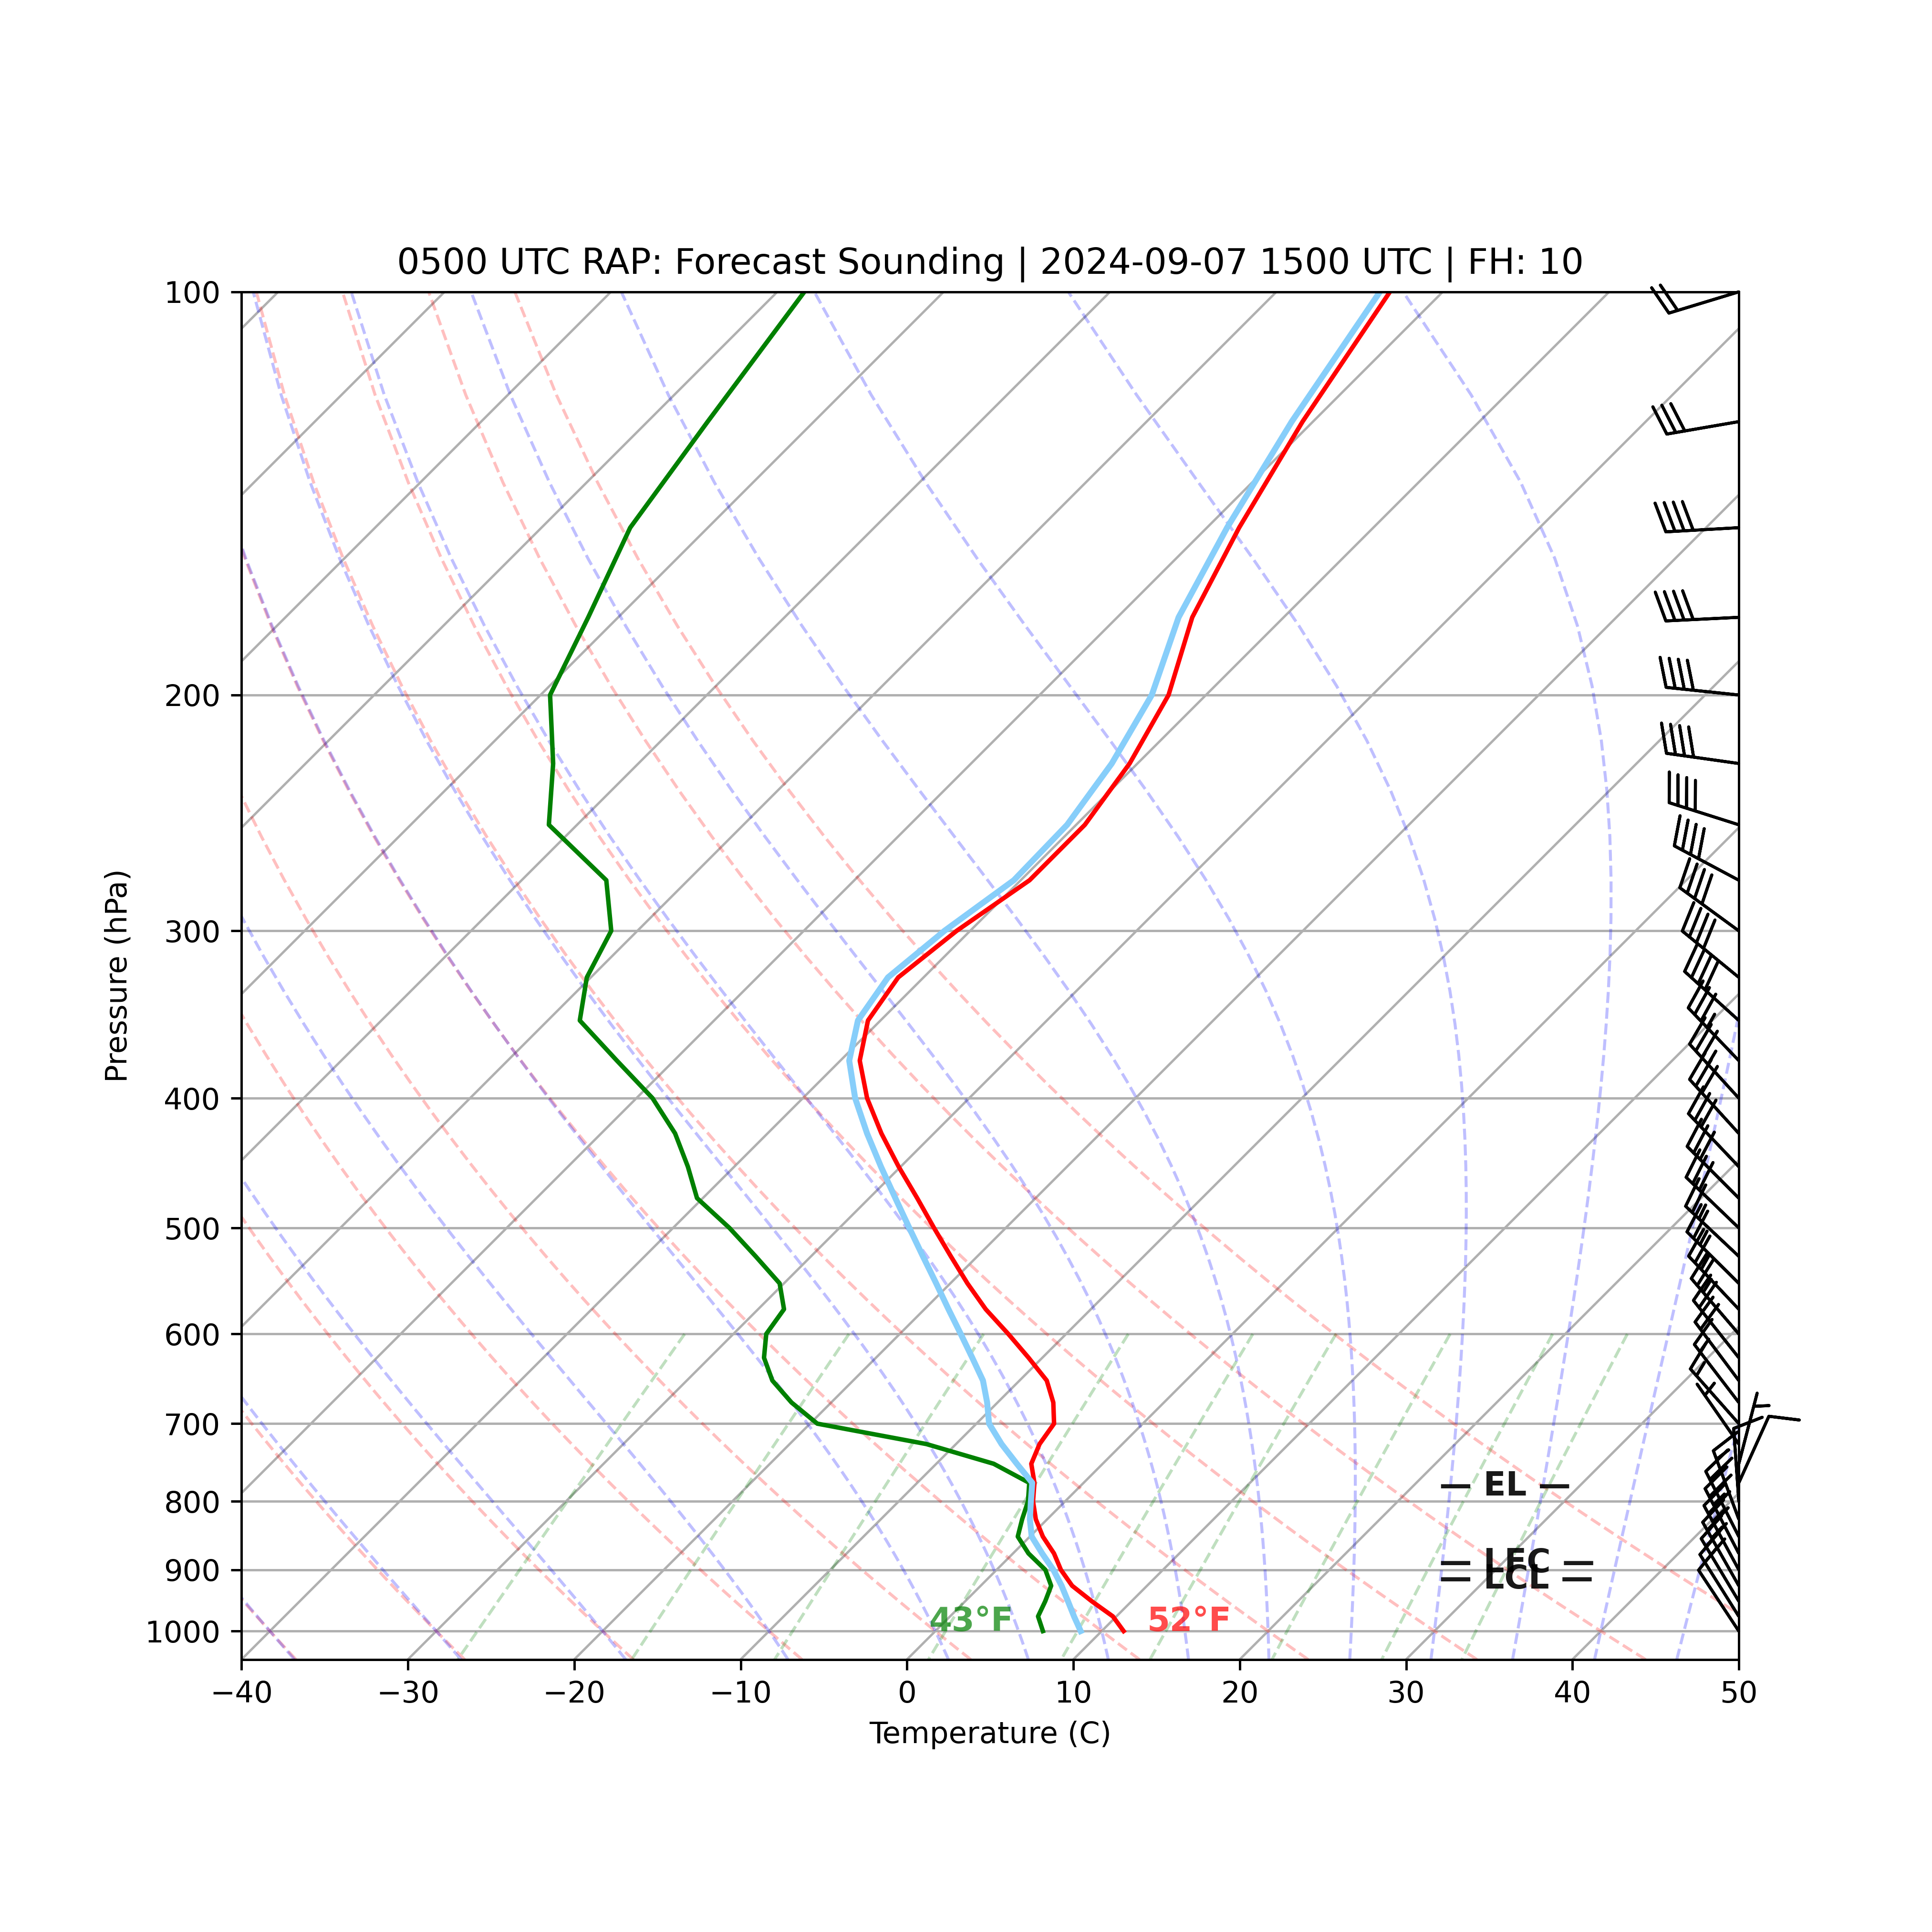 0500 UTC RAP: Forecast Sounding | 2024-09-07 1500 UTC | FH: 10
100
200
300
400
500
600
700
800
900
1000
Pressure (hPa)
— EL —
— LFC —
— LCL —
43°F
52°F
−40
−30
−20
−10
0
10
20
30
40
50
Temperature (C)